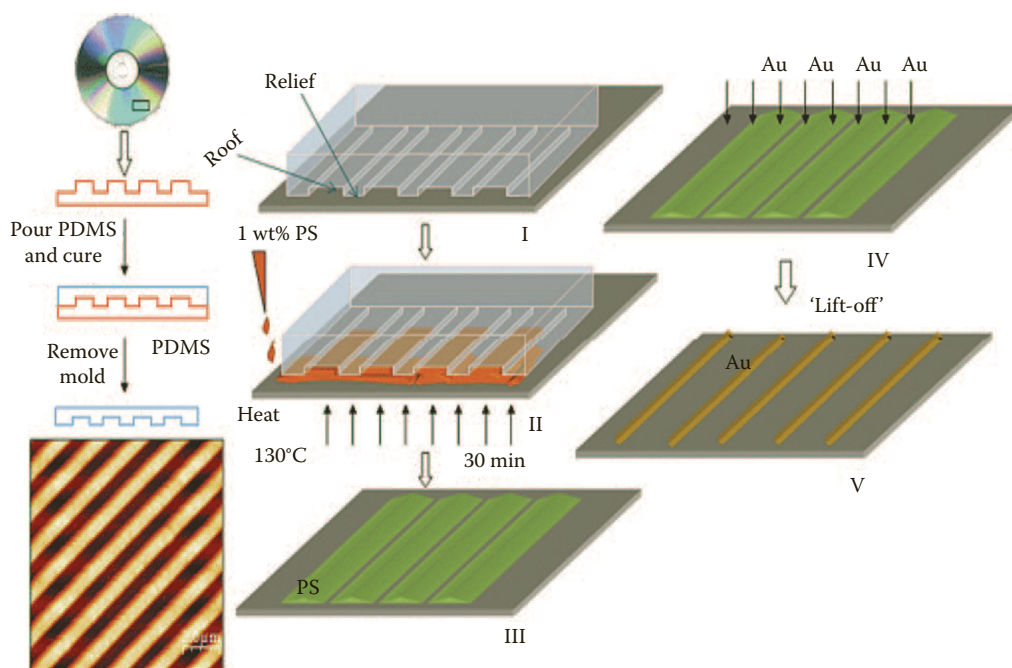 Pour PDMS
and cure
PDMS
Remove
mold
Relief
Roof
I
1 wt% PS
Heat
II
130°C
30 min
PS
III
Au Au Au Au
IV
'Lift-off'
Au
V